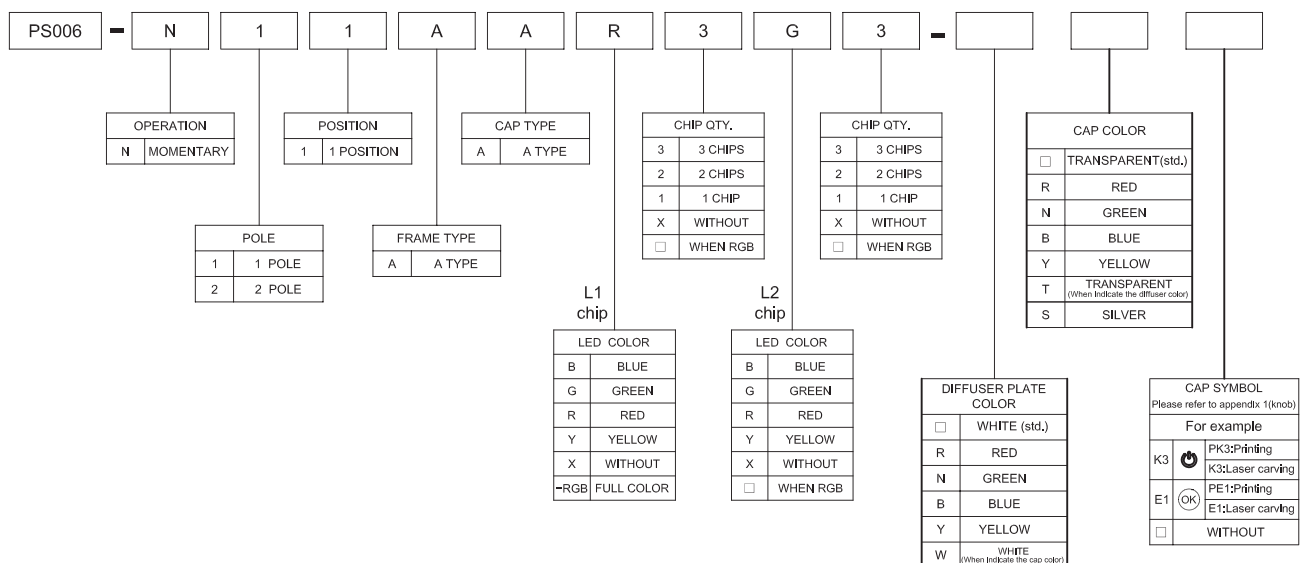 PS006 - N 1 1 A A R 3 G 3 -
OPERATION
N MOMENTARY
POSITION
1 1 POSITION
CAP TYPE
A A TYPE
CHIP QTY.
3 3 CHIPS
2 2 CHIPS
1 1 CHIP
X WITHOUT
□ WHEN RGB
CHIP QTY.
3 3 CHIPS
2 2 CHIPS
1 1 CHIP
X WITHOUT
□ WHEN RGB
CAP COLOR
□ TRANSPARENT(std.)
R RED
N GREEN
B BLUE
Y YELLOW
T TRANSPARENT
(When Indicate the diffuser color)
S SILVER
POLE
1 1 POLE
2 2 POLE
FRAME TYPE
A A TYPE
L1
chip
LED COLOR
B BLUE
G GREEN
R RED
Y YELLOW
X WITHOUT
-RGB FULL COLOR
L2
chip
LED COLOR
B BLUE
G GREEN
R RED
Y YELLOW
X WITHOUT
□ WHEN RGB
DIFFUSER PLATE
COLOR
□ WHITE (std.)
R RED
N GREEN
B BLUE
Y YELLOW
W WHITE
(When Indicate the cap color)
CAP SYMBOL
Please refer to appendix 1(knob)
For example
K3 PK3:Printing
K3:Laser carving
E1 OK PE1:Printing
E1:Laser carving
□ WITHOUT